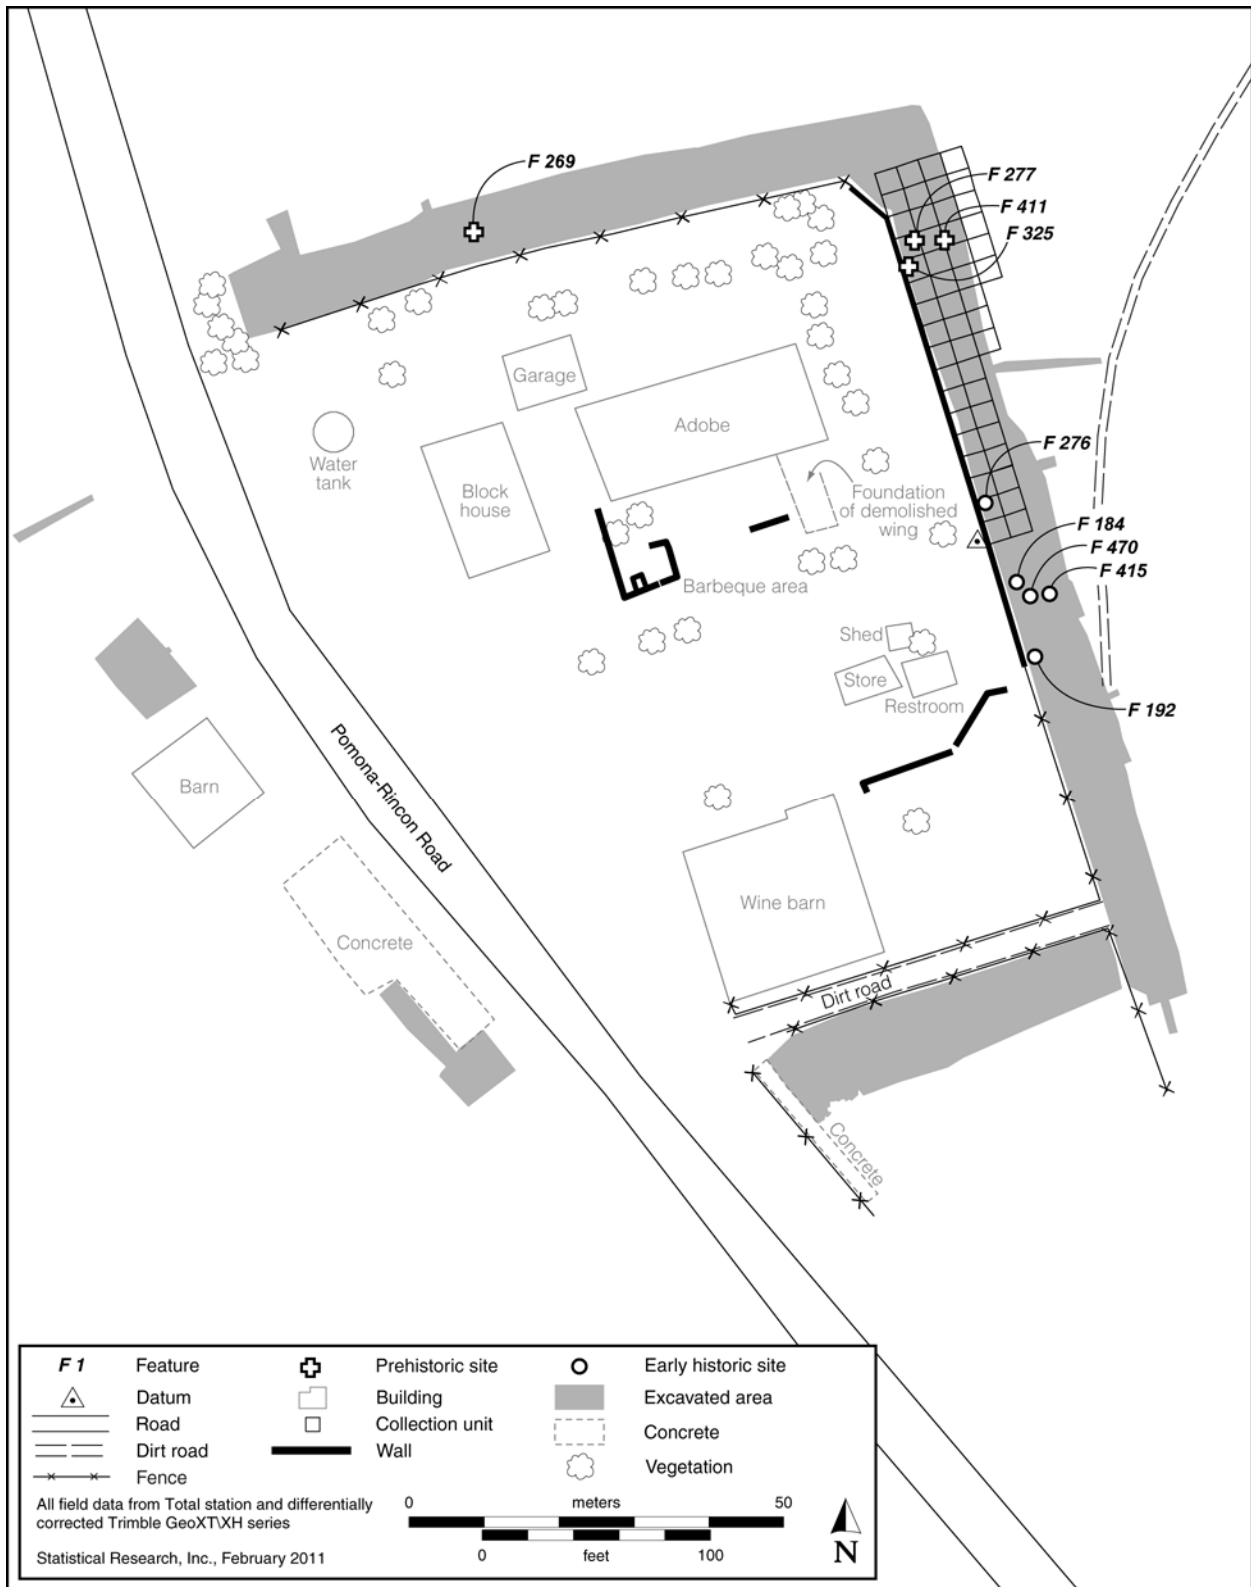 F 269
F 277
F 411
F 325
Garage
Adobe
Water
tank
Block
house
Foundation
of demolished
wing
F 276
F 184
F 470
F 415
Barbeque area
Shed
Store
Restroom
F 192
Barn
Pomona-Rincon Road
Wine barn
Concrete
Dirt road
Concrete
F 1 Feature Prehistoric site Early historic site
Datum Building Excavated area
Road Collection unit Concrete
Dirt road Wall Vegetation
Fence
All field data from Total station and differentially
corrected Trimble GeoXT\XH series
Statistical Research, Inc., February 2011
0 meters 50
0 feet 100
N